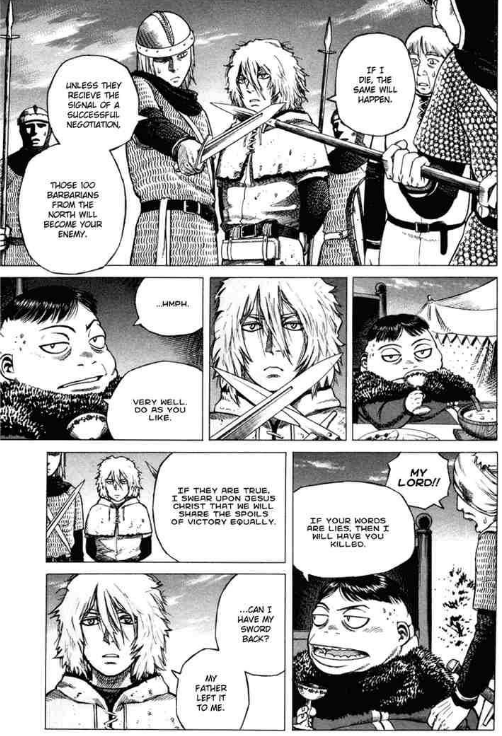 IF I
DIE, THE
SAME WILL
HAPPEN.
UNLESS THEY
RECIEVE THE
SIGNAL OF A
SUCCESSFUL
NEGOTIATION,
THOSE 100
BARBARIANS
FROM THE
NORTH WILL
BECOME YOUR
ENEMY.
...HMPH.
VERY WELL.
DO AS YOU
LIKE.
MY
LORD!!
IF YOUR WORDS
ARE LIES, THEN I
WILL HAVE YOU
KILLED.
IF THEY ARE TRUE,
I SWEAR UPON JESUS
CHRIST THAT WE WILL
SHARE THE SPOILS
OF VICTORY EQUALLY.
...CAN I
HAVE MY
SWORD
BACK?
MY
FATHER
LEFT IT
TO ME.